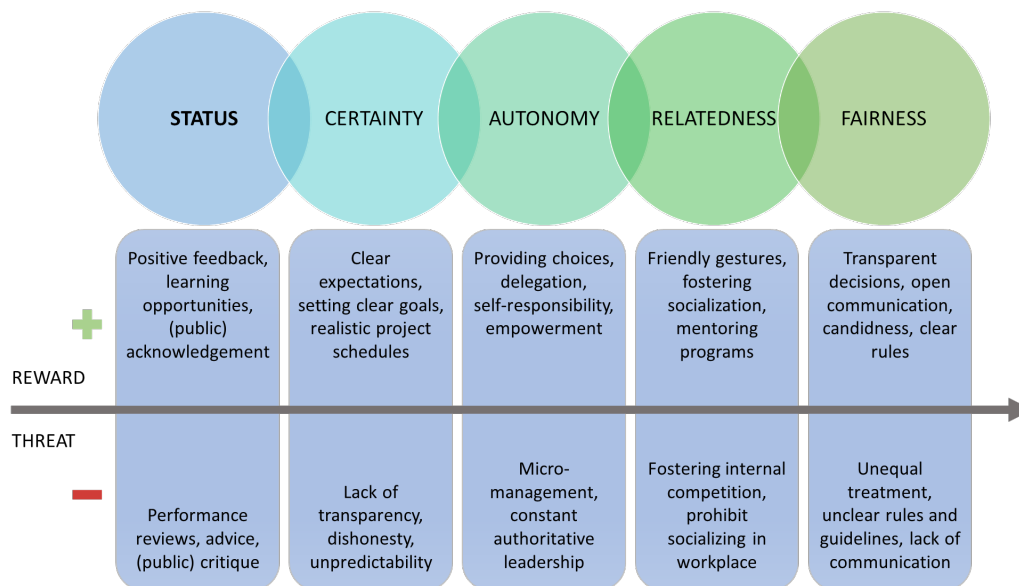 STATUS
CERTAINTY
AUTONOMY
RELATEDNESS
FAIRNESS
Positive feedback,
learning
opportunities,
(public)
acknowledgement
Clear
expectations,
setting clear goals,
realistic project
schedules
Providing choices,
delegation,
self-responsibility,
empowerment
Friendly gestures,
fostering
socialization,
mentoring
programs
Transparent
decisions, open
communication,
candidness, clear
rules
REWARD
THREAT
Performance
reviews, advice,
(public) critique
Lack of
transparency,
dishonesty,
unpredictability
Micro-
management,
constant
authoritative
leadership
Fostering internal
competition,
prohibit
socializing in
workplace
Unequal
treatment,
unclear rules and
guidelines, lack of
communication